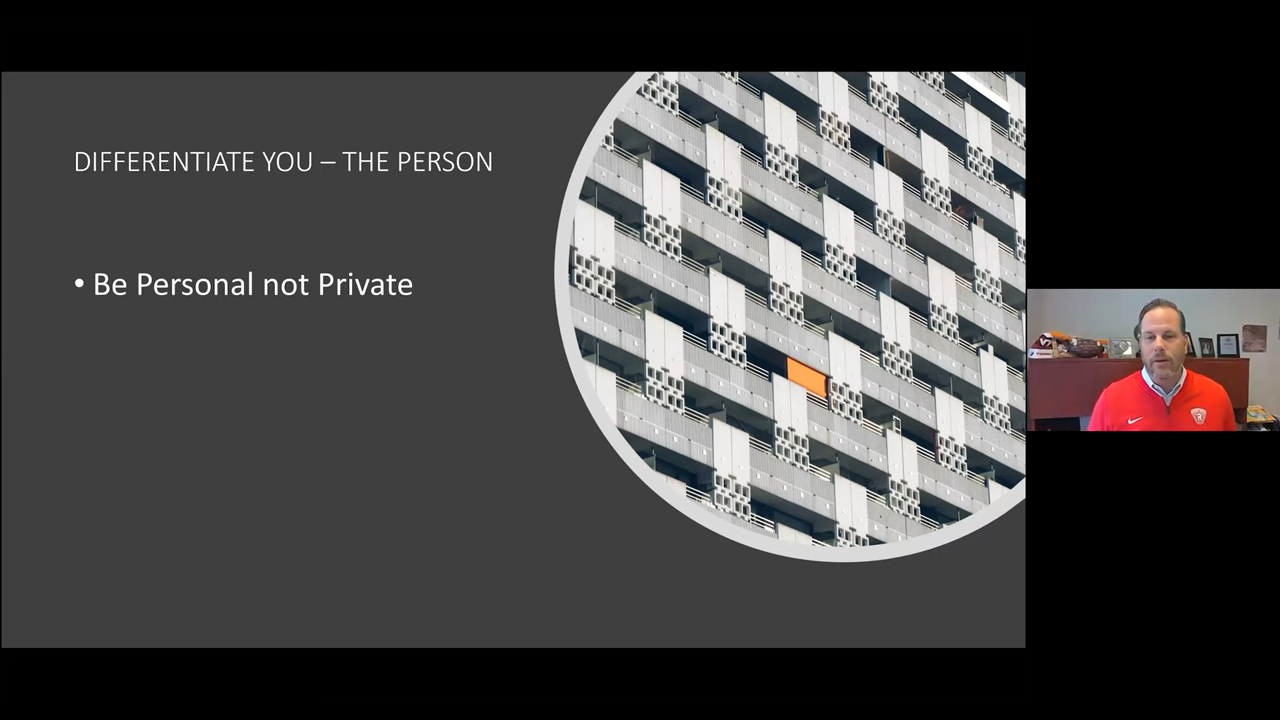 DIFFERENTIATE YOU – THE PERSON
• Be Personal not Private